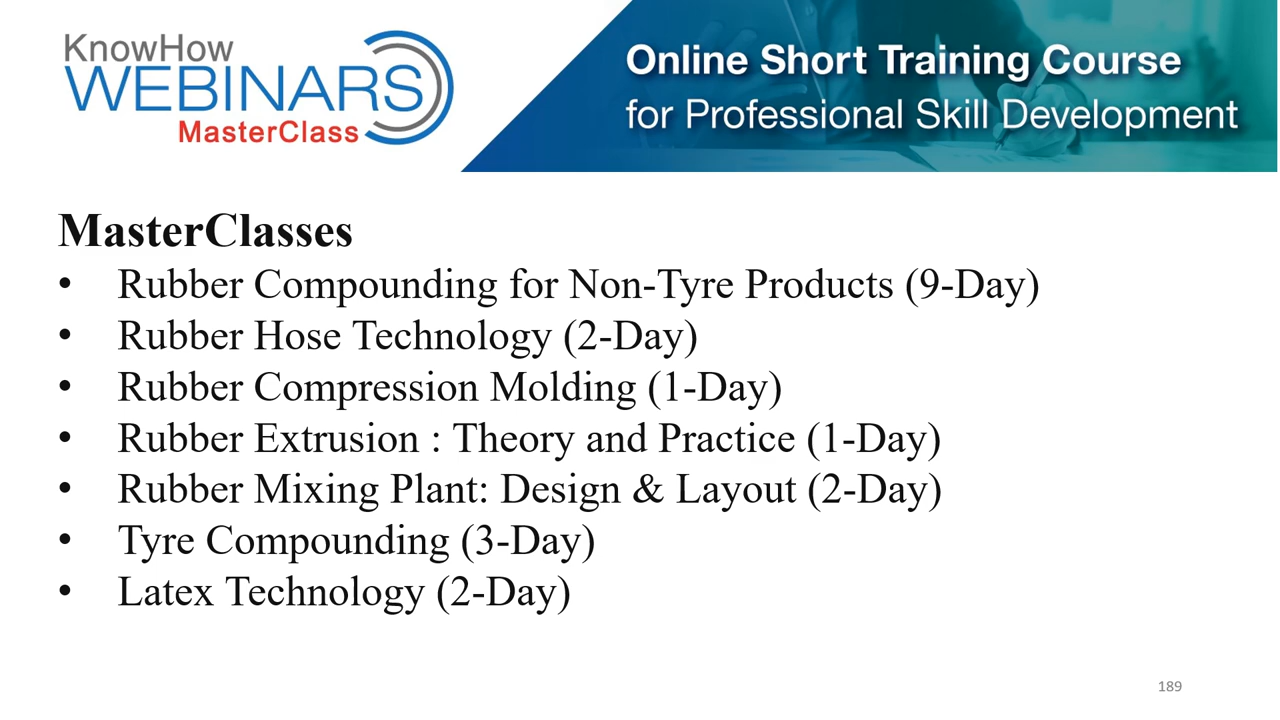 KnowHow
WEBINARS
MasterClass
Online Short Training Course
for Professional Skill Development
MasterClasses
• Rubber Compounding for Non-Tyre Products (9-Day)
• Rubber Hose Technology (2-Day)
• Rubber Compression Molding (1-Day)
• Rubber Extrusion : Theory and Practice (1-Day)
• Rubber Mixing Plant: Design & Layout (2-Day)
• Tyre Compounding (3-Day)
• Latex Technology (2-Day)
189